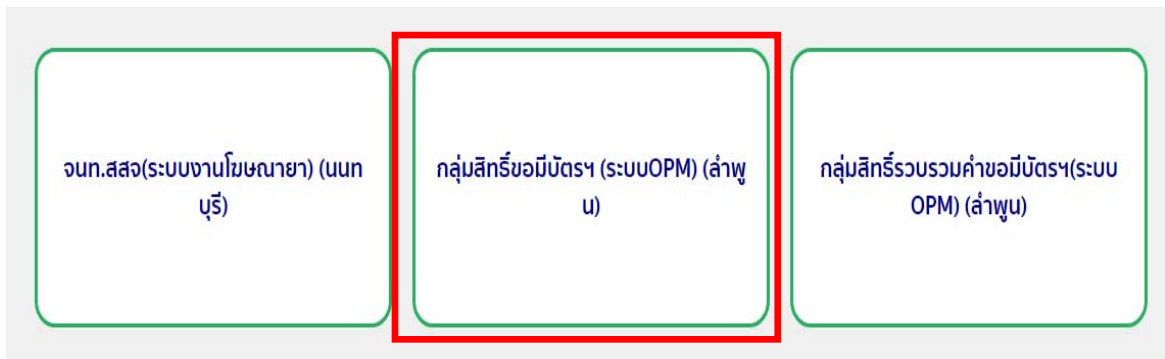 จนท.สสจ(ระบบงานโฆษณายา) (นนท
บุรี)
กลุ่มสิทธิ์ขอมีบัตรฯ (ระบบOPM) (ลำพู
น)
กลุ่มสิทธิ์รวบรวมคำขอมีบัตรฯ(ระบบ
OPM) (ลำพูน)